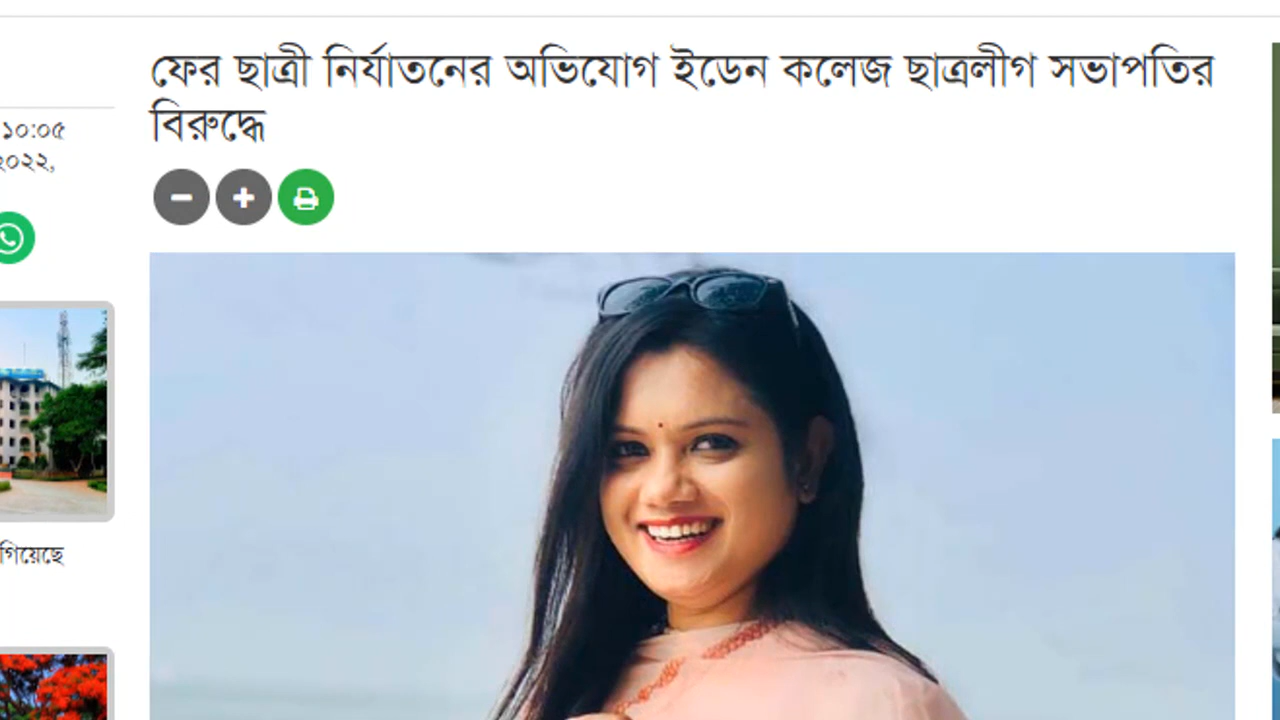 ফের ছাত্রী নির্যাতনের অভিযোগ ইডেন কলেজ ছাত্রলীগ সভাপতির
বিরুদ্ধে
১০:০৫
২০২২,
গিয়েছে